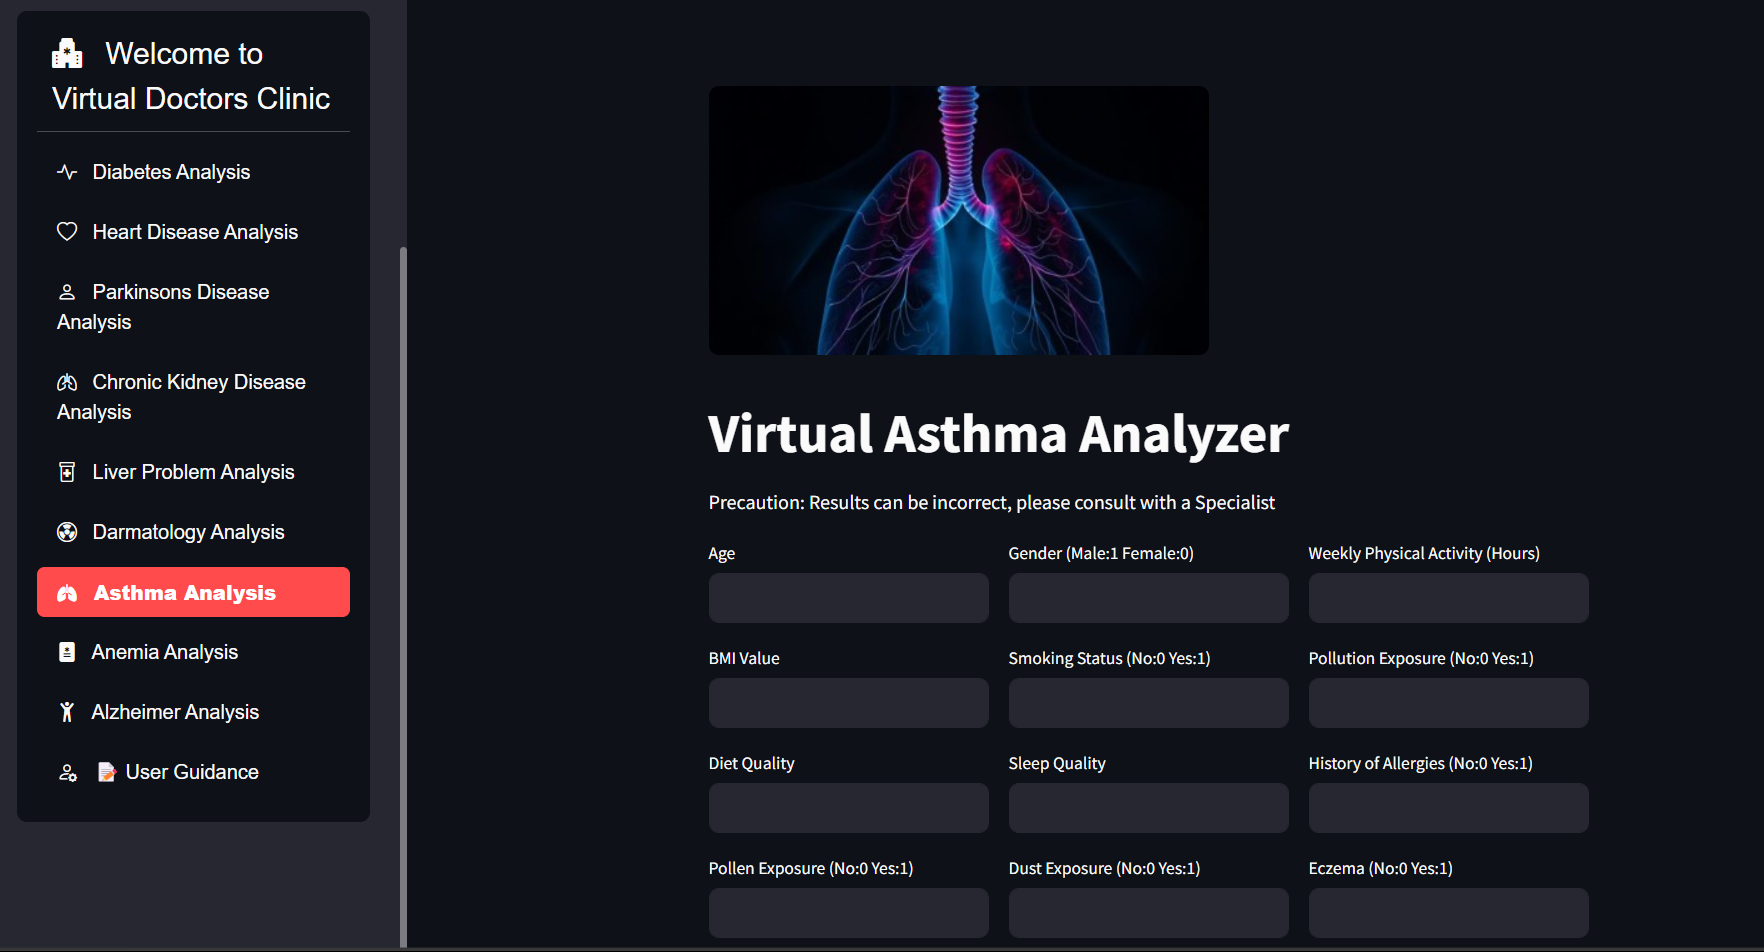 Welcome to
Virtual Doctors Clinic
Diabetes Analysis
Heart Disease Analysis
Parkinsons Disease
Analysis
Chronic Kidney Disease
Analysis
Liver Problem Analysis
Darmatology Analysis
Asthma Analysis
Anemia Analysis
Alzheimer Analysis
📝 User Guidance
Virtual Asthma Analyzer
Precaution: Results can be incorrect, please consult with a Specialist
Age
Gender (Male:1 Female:0)
Weekly Physical Activity (Hours)
BMI Value
Smoking Status (No:0 Yes:1)
Pollution Exposure (No:0 Yes:1)
Diet Quality
Sleep Quality
History of Allergies (No:0 Yes:1)
Pollen Exposure (No:0 Yes:1)
Dust Exposure (No:0 Yes:1)
Eczema (No:0 Yes:1)